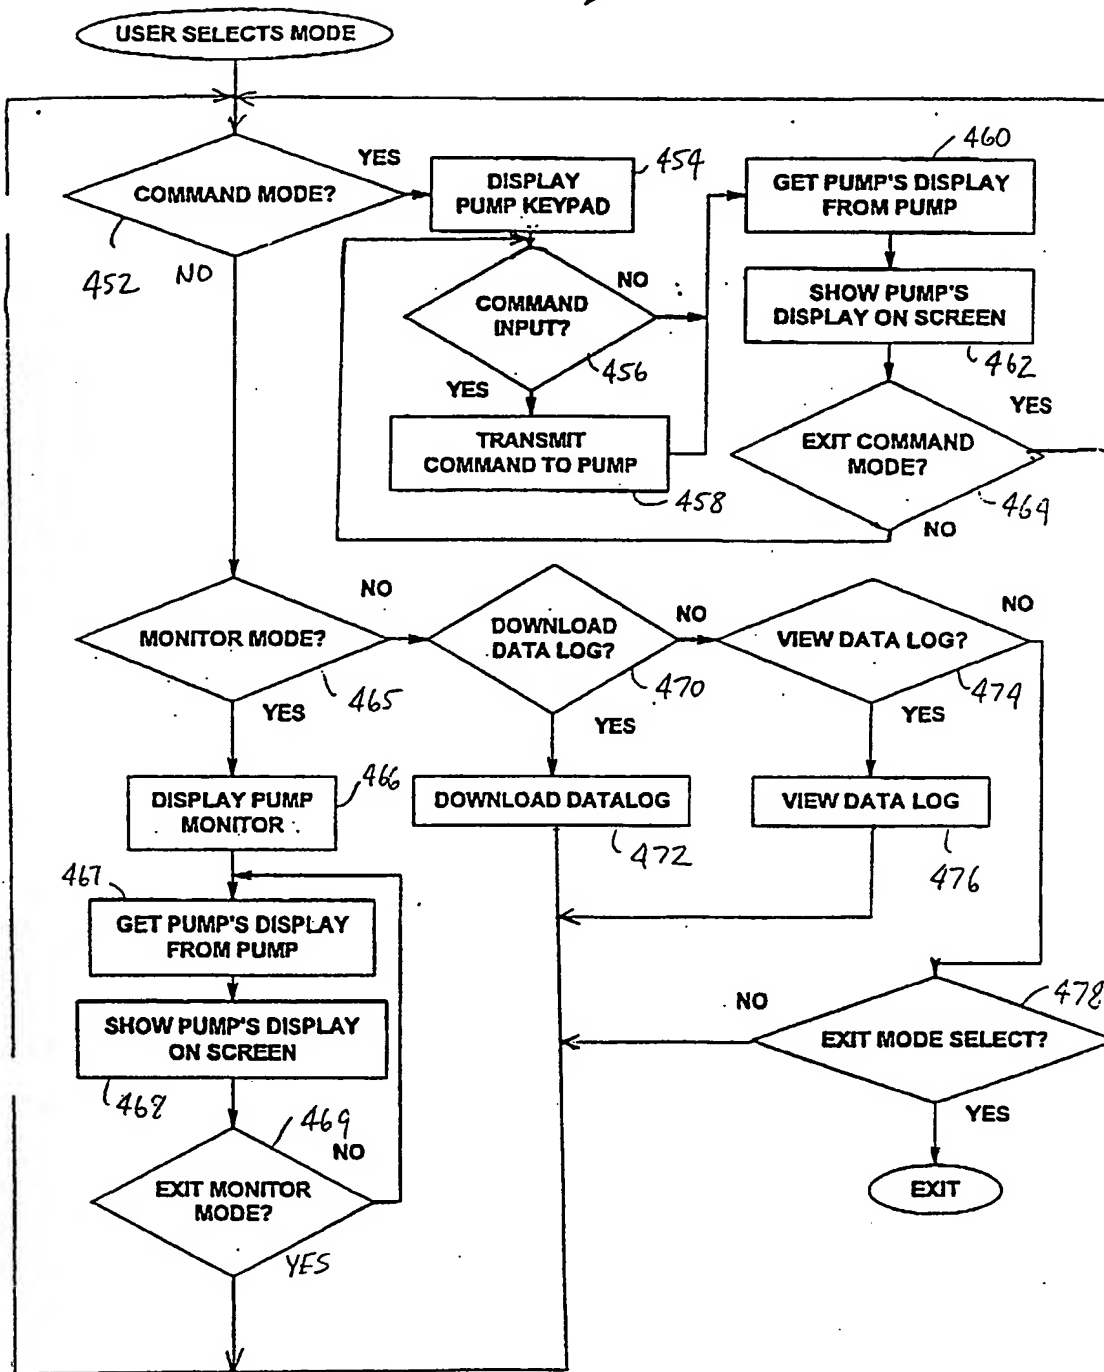 USER SELECTS MODE
COMMAND MODE?
YES
452
NO
DISPLAY
PUMP KEYPAD
454
COMMAND
INPUT?
NO
456
YES
TRANSMIT
COMMAND TO PUMP
458
460
GET PUMP'S DISPLAY
FROM PUMP
SHOW PUMP'S
DISPLAY ON SCREEN
462
YES
EXIT COMMAND
MODE?
464
NO
MONITOR MODE?
NO
465
YES
DOWNLOAD
DATA LOG?
NO
470
YES
VIEW DATA LOG?
NO
474
YES
DISPLAY PUMP
MONITOR
466
DOWNLOAD DATALOG
472
VIEW DATA LOG
476
467
GET PUMP'S DISPLAY
FROM PUMP
SHOW PUMP'S DISPLAY
ON SCREEN
468
469
NO
EXIT MONITOR
MODE?
YES
NO
478
EXIT MODE SELECT?
YES
EXIT